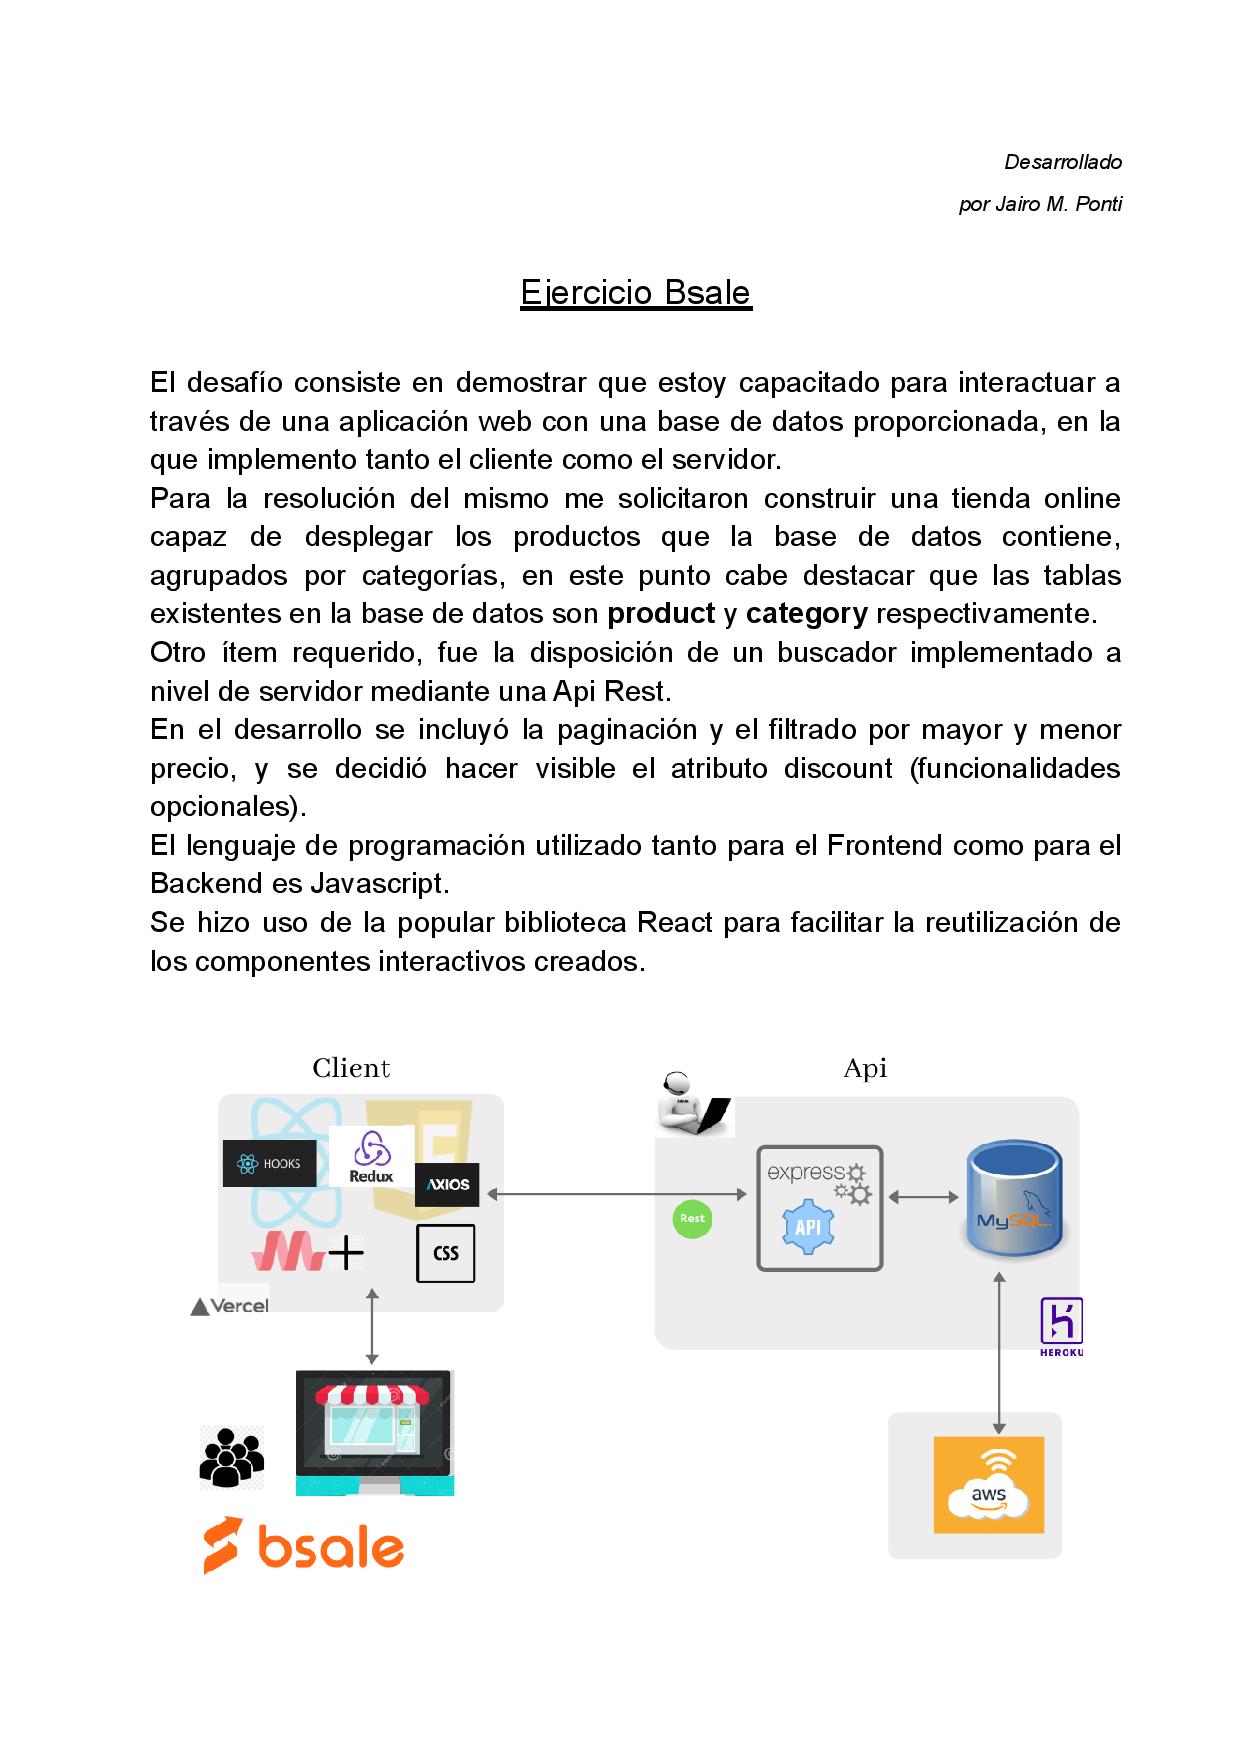 Desarrollado
por Jairo M. Ponti
Ejercicio Bsale
El desafío consiste en demostrar que estoy capacitado para interactuar a
través de una aplicación web con una base de datos proporcionada, en la
que implemento tanto el cliente como el servidor.
Para la resolución del mismo me solicitaron construir una tienda online
capaz de desplegar los productos que la base de datos contiene,
agrupados por categorías, en este punto cabe destacar que las tablas
existentes en la base de datos son product y category respectivamente.
Otro ítem requerido, fue la disposición de un buscador implementado a
nivel de servidor mediante una Api Rest.
En el desarrollo se incluyó la paginación y el filtrado por mayor y menor
precio, y se decidió hacer visible el atributo discount (funcionalidades
opcionales).
El lenguaje de programación utilizado tanto para el Frontend como para el
Backend es Javascript.
Se hizo uso de la popular biblioteca React para facilitar la reutilización de
los componentes interactivos creados.
Client
Api
Admin
HOOKS
Redux
AXIOS
CSS
Vercel
Rest
express
API
MySQL
HEROKU
aws
bsale